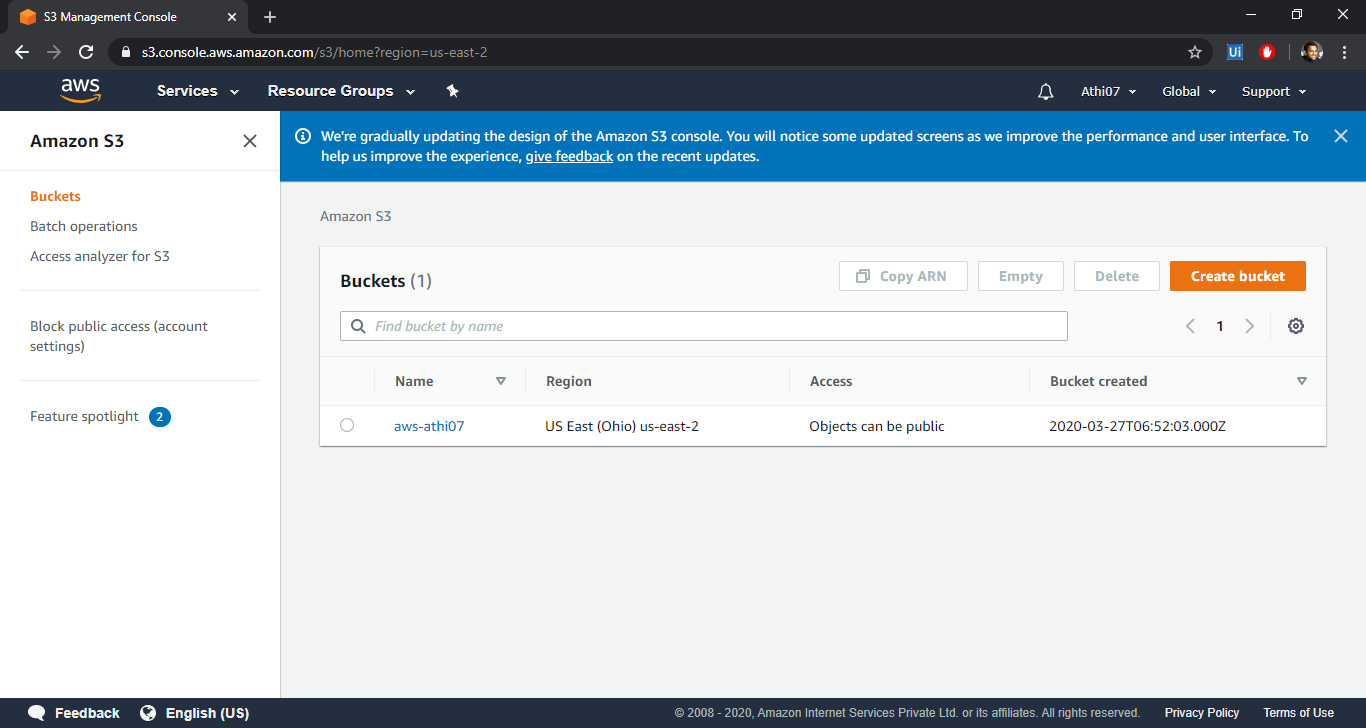 S3 Management Console
s3.console.aws.amazon.com/s3/home?region=us-east-2
Ui
aws
Services
Resource Groups
Athi07
Global
Support
Amazon S3
Buckets
Batch operations
Access analyzer for S3
Block public access (account
settings)
Feature spotlight 2
We're gradually updating the design of the Amazon S3 console. You will notice some updated screens as we improve the performance and user interface. To
help us improve the experience, give feedback on the recent updates.
Amazon S3
Buckets (1)
Copy ARN
Empty
Delete
Create bucket
Find bucket by name
1
Name Region Access Bucket created
aws-athi07 US East (Ohio) us-east-2 Objects can be public 2020-03-27T06:52:03.000Z
Feedback
English (US)
© 2008 - 2020, Amazon Internet Services Private Ltd. or its affiliates. All rights reserved.
Privacy Policy
Terms of Use